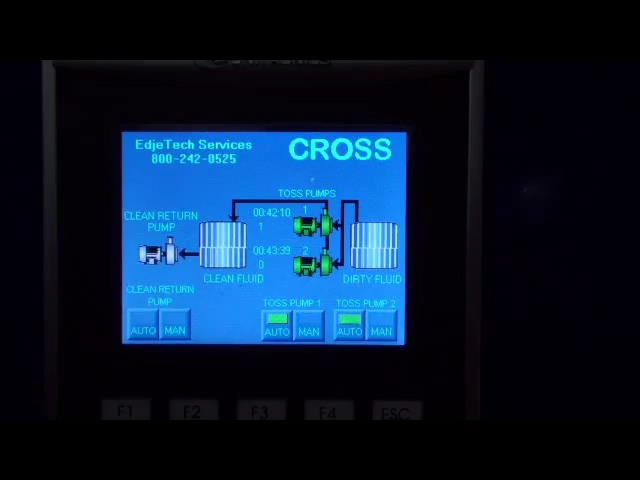 EdjeTech Services
800-242-0525
CROSS
TOSS PUMPS
CLEAN RETURN
PUMP
00:42:10 1
1
00:43:39 2
0
CLEAN FLUID
DIRTY FLUID
CLEAN RETURN
PUMP
TOSS PUMP 1
TOSS PUMP 2
AUTO MAN
AUTO MAN
AUTO MAN
F1 F2 F3 F4 ESC